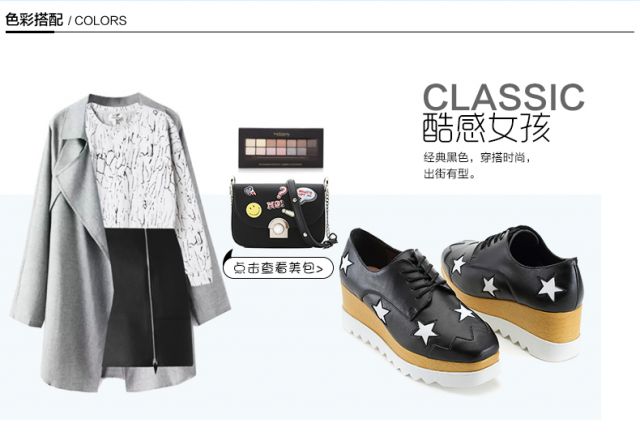 色彩搭配 / COLORS
CLASSIC
酷感女孩
经典黑色，穿搭时尚，
出街有型。
点击查看美包>